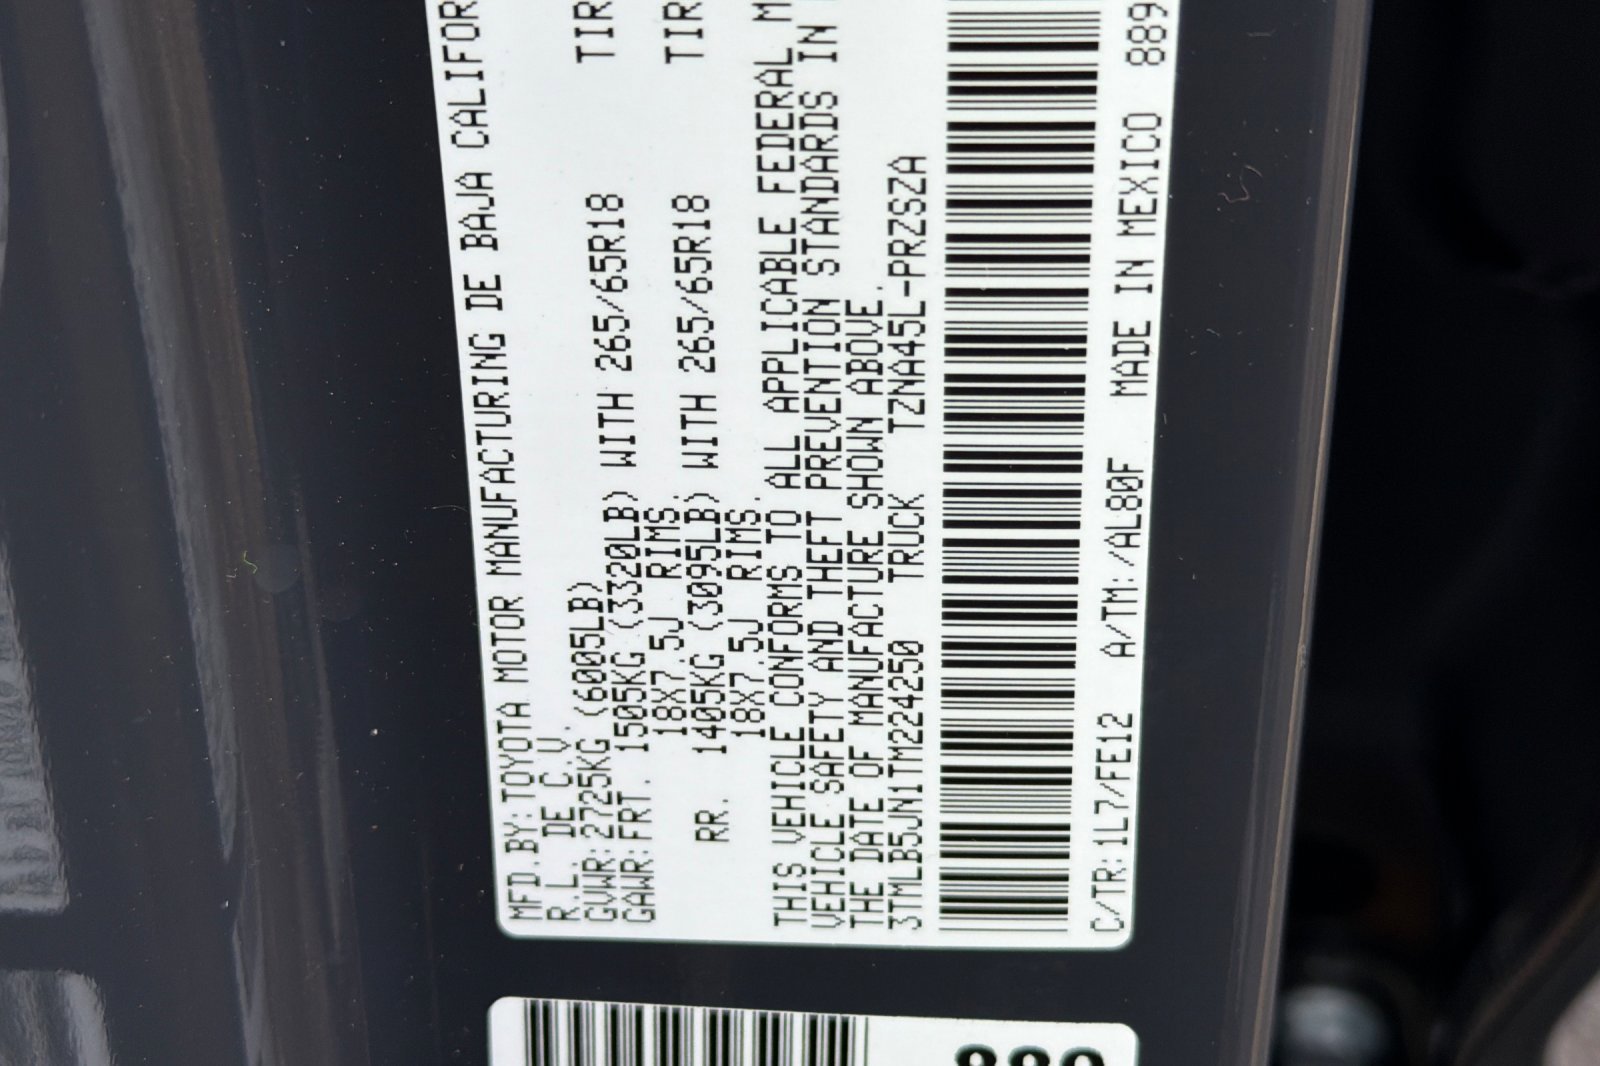 MFD.BY:TOYOTA MOTOR MANUFACTURING DE BAJA CALIFOR
R.L. DE C.V.
GVWR:2725KG (6005LB)
GAWR:FRT. 1505KG (3320LB) WITH 265/65R18 TIR
18X7.5J RIMS.
RR. 1405KG (3095LB) WITH 265/65R18 TIR
18X7.5J RIMS.
THIS VEHICLE CONFORMS TO ALL APPLICABLE FEDERAL M
VEHICLE SAFETY AND THEFT PREVENTION STANDARDS IN
THE DATE OF MANUFACTURE SHOWN ABOVE.
3TMLB5JN1TM224250 TRUCK TZNA45L-PRZSZA
C/TR:1L7/FE12 A/TM:/AL80F MADE IN MEXICO 889